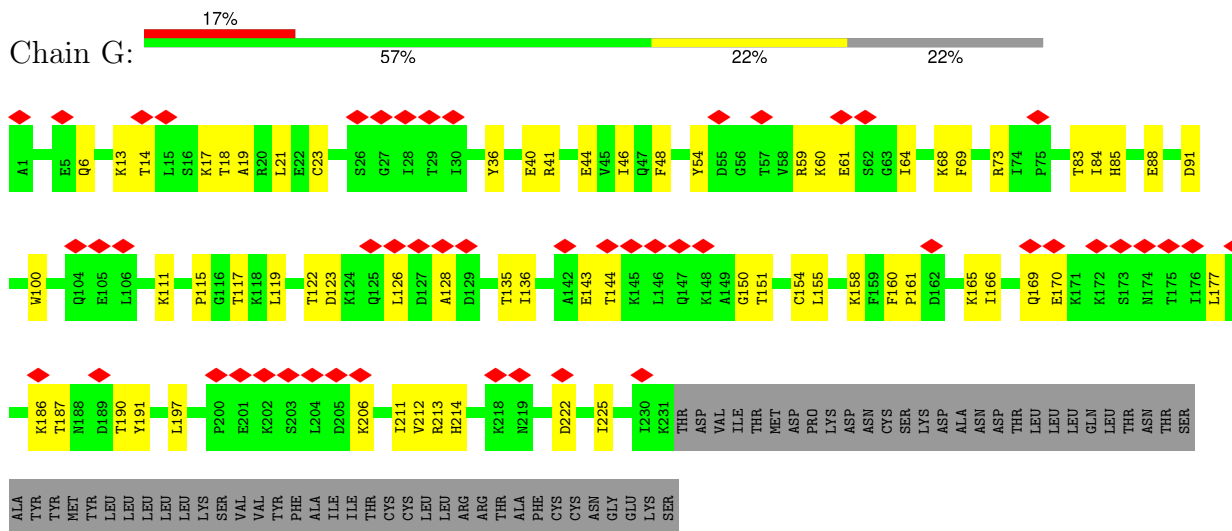 17%
Chain G:
57% 22% 22%
A1 E5 Q6 K13 T14 L15 S16 K17 T18 A19 R20 L21 E22 C23 S26 G27 I28 T29 I30 Y36 E40 R41 E44 V45 I46 Q47 F48 Y54 D55 G56 T57 V58 R59 K60 E61 S62 G63 I64 K68 F69 R73 I74 P75 T83 I84 H85 E88 D91
W100 Q104 E105 L106 K111 P115 G116 T117 K118 L119 T122 D123 K124 Q125 L126 D127 A128 D129 T135 I136 A142 E143 T144 K145 L146 Q147 K148 A149 G150 T151 C154 L155 K158 F159 F160 P161 D162 K165 I166 Q169 E170 K171 K172 S173 N174 T175 I176 L177
K186 T187 N188 D189 T190 Y191 L197 P200 E201 K202 S203 L204 D205 K206 I211 V212 R213 H214 K218 N219 D222 I225 I230 K231 THR ASP VAL ILE THR MET ASP PRO LYS ASP ASN CYS SER LYS ASP ALA ASN ASP THR LEU LEU LEU GLN LEU THR ASN THR SER
ALA TYR TYR MET TYR LEU LEU LEU LEU LEU LYS SER VAL VAL TYR PHE ALA ILE ILE THR CYS CYS LEU LEU ARG ARG THR ALA PHE CYS CYS ASN GLY GLU LYS SER